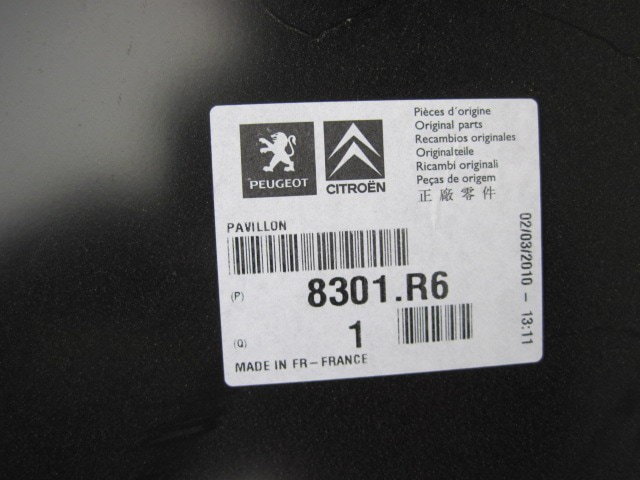 PEUGEOT
CITROËN
Pièces d'origine
Original parts
Recambios originales
Originalteile
Ricambi originali
Peças de origem
正廠零件
PAVILLON
(P) 8301.R6
(Q) 1
MADE IN FR-FRANCE
02/03/2010 - 13:11